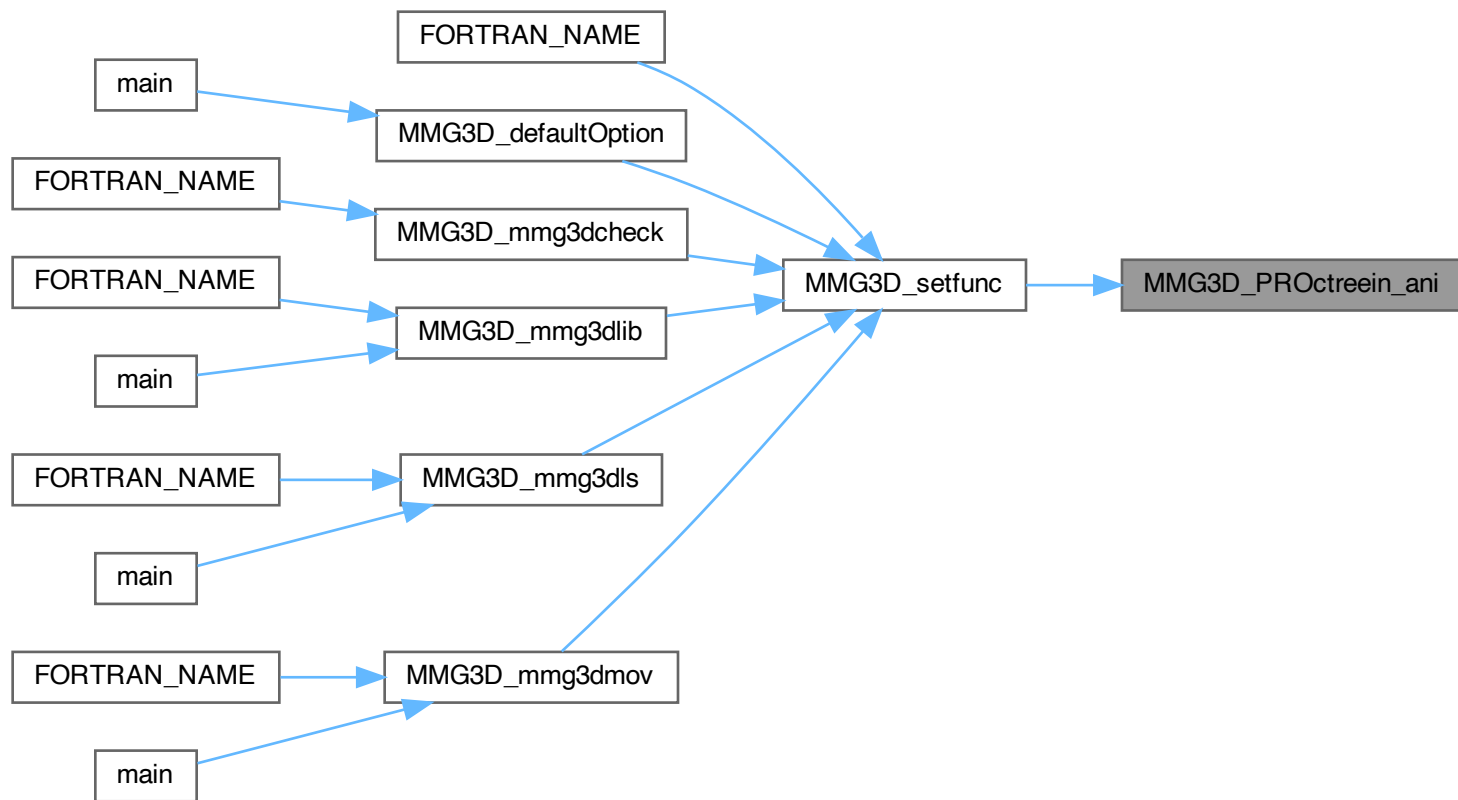 FORTRAN_NAME
main
MMG3D_defaultOption
FORTRAN_NAME
MMG3D_mmg3dcheck
FORTRAN_NAME
MMG3D_setfunc
MMG3D_PROctreein_ani
MMG3D_mmg3dlib
main
FORTRAN_NAME
MMG3D_mmg3dls
main
FORTRAN_NAME
MMG3D_mmg3dmov
main